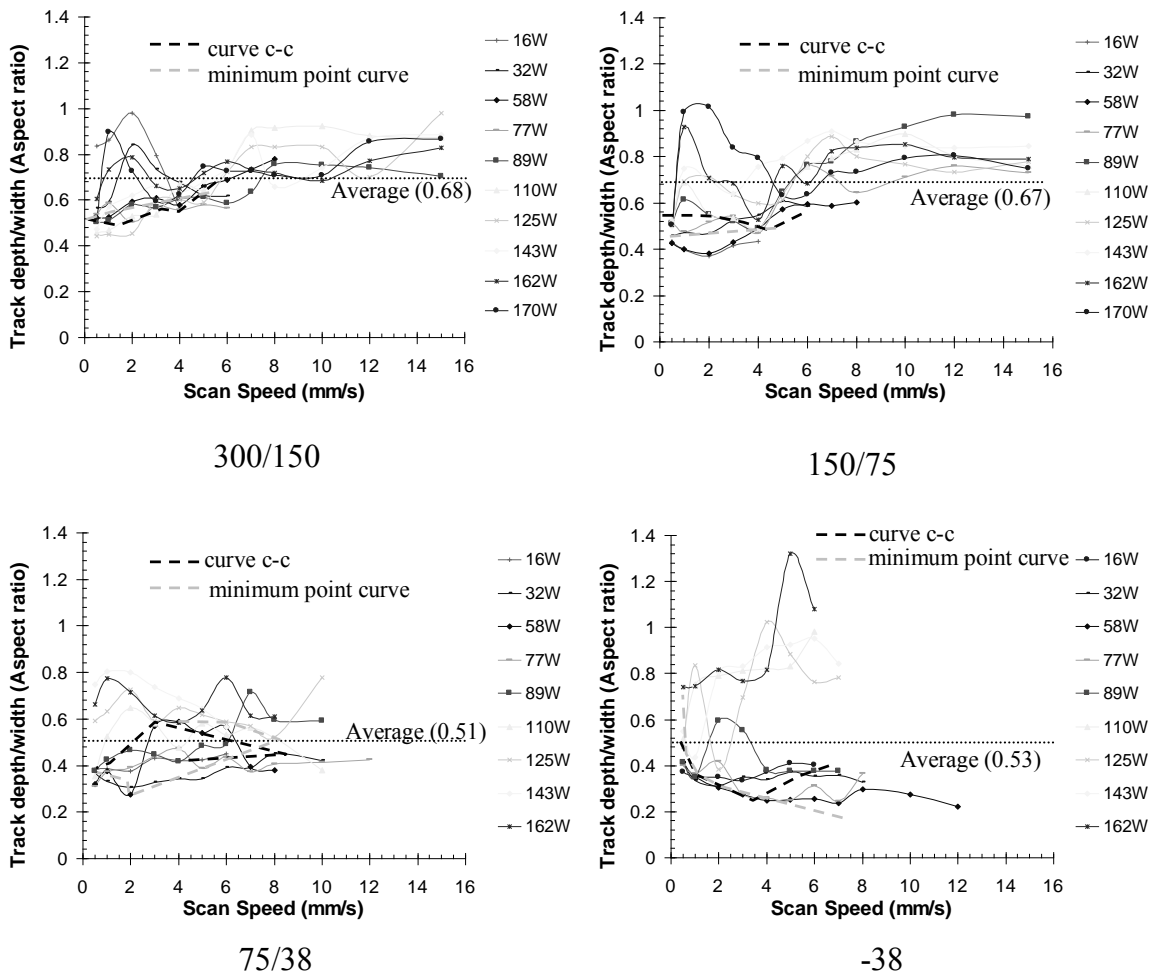 1.4
1.2
1
0.8
0.6
0.4
0.2
0
0 2 4 6 8 10 12 14 16
Track depth/width (Aspect ratio)
Scan Speed (mm/s)
curve c-c
minimum point curve
Average (0.68)
16W
32W
58W
77W
89W
110W
125W
143W
162W
170W
300/150
1.4
1.2
1
0.8
0.6
0.4
0.2
0
0 2 4 6 8 10 12 14 16
Track depth/width (Aspect ratio)
Scan Speed (mm/s)
curve c-c
minimum point curve
Average (0.67)
16W
32W
58W
77W
89W
110W
125W
143W
162W
170W
150/75
1.4
1.2
1
0.8
0.6
0.4
0.2
0
0 2 4 6 8 10 12 14 16
Track depth/width (Aspect ratio)
Scan Speed (mm/s)
curve c-c
minimum point curve
Average (0.51)
16W
32W
58W
77W
89W
110W
125W
143W
162W
75/38
1.4
1.2
1
0.8
0.6
0.4
0.2
0
0 2 4 6 8 10 12 14 16
Track depth/width (Aspect ratio)
Scan Speed (mm/s)
curve c-c
minimum point curve
Average (0.53)
16W
32W
58W
77W
89W
110W
125W
143W
162W
-38